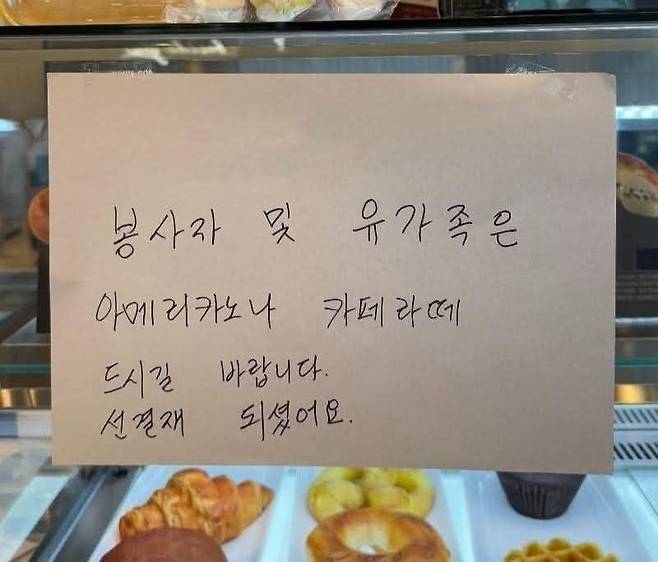 봉사자 및 유가족은
아메리카노나 카페라떼
드시길 바랍니다.
선결재 되셨어요.